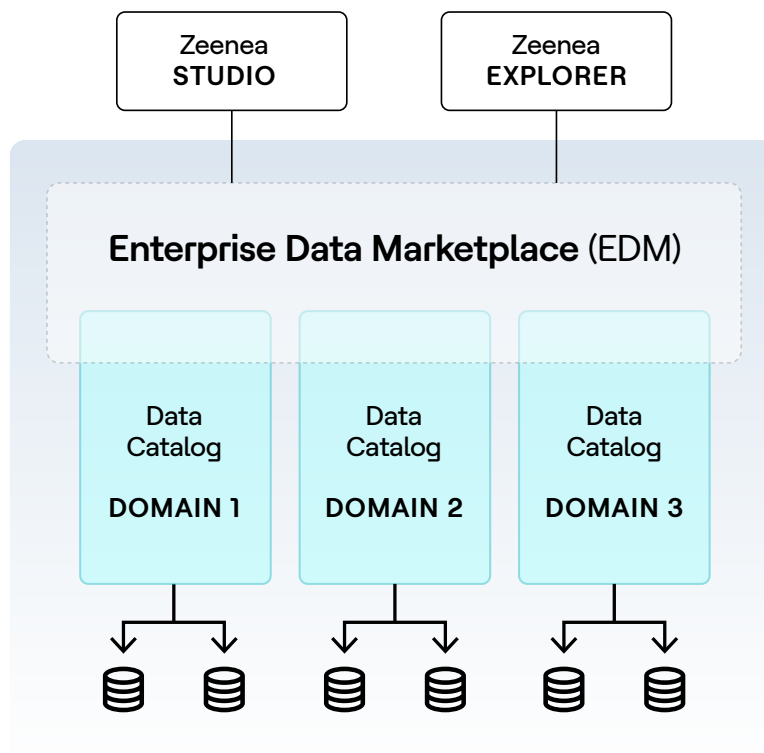 Zeenea
STUDIO
Zeenea
EXPLORER
Enterprise Data Marketplace (EDM)
Data
Catalog
DOMAIN 1
Data
Catalog
DOMAIN 2
Data
Catalog
DOMAIN 3